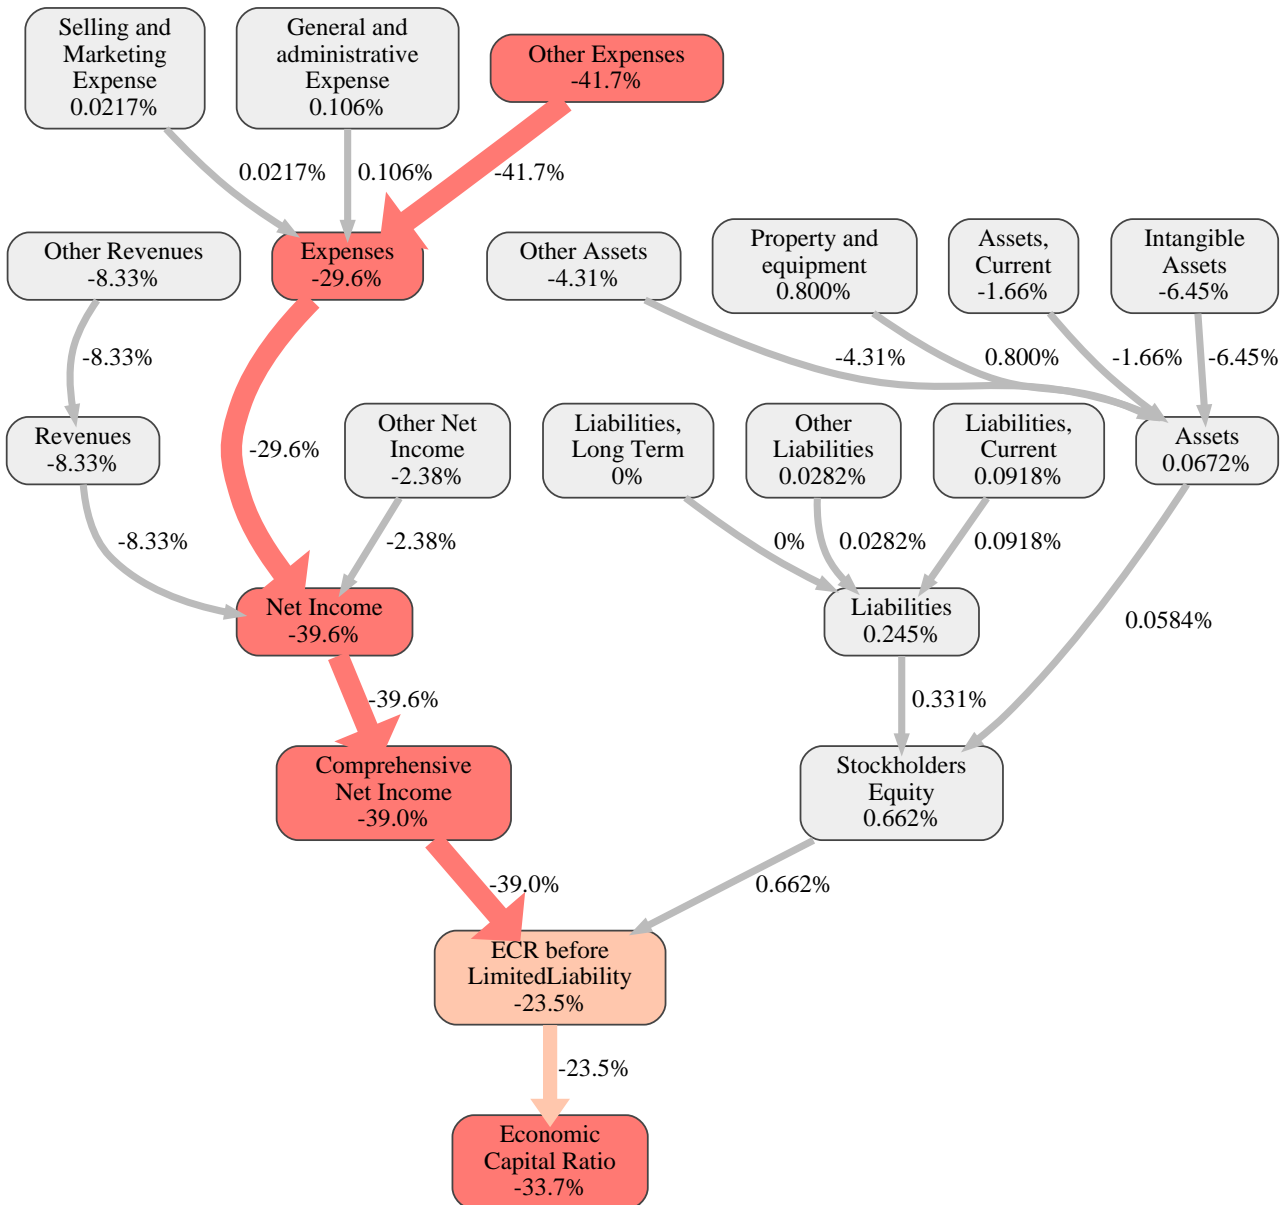 Selling and
Marketing
Expense
0.0217%
General and
administrative
Expense
0.106%
Other Expenses
-41.7%
0.0217%
0.106%
-41.7%
Other Revenues
-8.33%
Expenses
-29.6%
Other Assets
-4.31%
Property and
equipment
0.800%
Assets,
Current
-1.66%
Intangible
Assets
-6.45%
-8.33%
-4.31%
0.800%
-1.66%
-6.45%
Revenues
-8.33%
-29.6%
Other Net
Income
-2.38%
Liabilities,
Long Term
0%
Other
Liabilities
0.0282%
Liabilities,
Current
0.0918%
Assets
0.0672%
-8.33%
-2.38%
0%
0.0282%
0.0918%
Net Income
-39.6%
Liabilities
0.245%
0.0584%
-39.6%
0.331%
Comprehensive
Net Income
-39.0%
Stockholders
Equity
0.662%
-39.0%
0.662%
ECR before
LimitedLiability
-23.5%
-23.5%
Economic
Capital Ratio
-33.7%